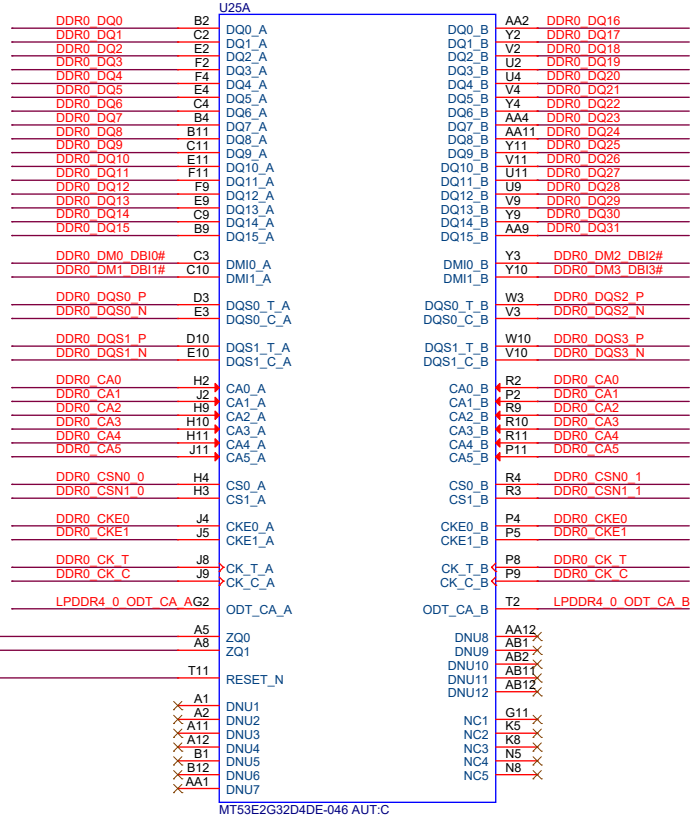 U25A
DDR0_DQ0 B2 DQ0_A DQ0_B AA2 DDR0_DQ16
DDR0_DQ1 C2 DQ1_A DQ1_B Y2 DDR0_DQ17
DDR0_DQ2 E2 DQ2_A DQ2_B V2 DDR0_DQ18
DDR0_DQ3 F2 DQ3_A DQ3_B U2 DDR0_DQ19
DDR0_DQ4 F4 DQ4_A DQ4_B U4 DDR0_DQ20
DDR0_DQ5 E4 DQ5_A DQ5_B V4 DDR0_DQ21
DDR0_DQ6 C4 DQ6_A DQ6_B Y4 DDR0_DQ22
DDR0_DQ7 B4 DQ7_A DQ7_B AA4 DDR0_DQ23
DDR0_DQ8 B11 DQ8_A DQ8_B AA11 DDR0_DQ24
DDR0_DQ9 C11 DQ9_A DQ9_B Y11 DDR0_DQ25
DDR0_DQ10 E11 DQ10_A DQ10_B V11 DDR0_DQ26
DDR0_DQ11 F11 DQ11_A DQ11_B U11 DDR0_DQ27
DDR0_DQ12 F9 DQ12_A DQ12_B U9 DDR0_DQ28
DDR0_DQ13 E9 DQ13_A DQ13_B V9 DDR0_DQ29
DDR0_DQ14 C9 DQ14_A DQ14_B Y9 DDR0_DQ30
DDR0_DQ15 B9 DQ15_A DQ15_B AA9 DDR0_DQ31
DDR0_DM0_DBI0# C3 DMI0_A DMI0_B Y3 DDR0_DM2_DBI2#
DDR0_DM1_DBI1# C10 DMI1_A DMI1_B Y10 DDR0_DM3_DBI3#
DDR0_DQS0_P D3 DQS0_T_A DQS0_T_B W3 DDR0_DQS2_P
DDR0_DQS0_N E3 DQS0_C_A DQS0_C_B V3 DDR0_DQS2_N
DDR0_DQS1_P D10 DQS1_T_A DQS1_T_B W10 DDR0_DQS3_P
DDR0_DQS1_N E10 DQS1_C_A DQS1_C_B V10 DDR0_DQS3_N
DDR0_CA0 H2 CA0_A CA0_B R2 DDR0_CA0
DDR0_CA1 J2 CA1_A CA1_B P2 DDR0_CA1
DDR0_CA2 H9 CA2_A CA2_B R9 DDR0_CA2
DDR0_CA3 H10 CA3_A CA3_B R10 DDR0_CA3
DDR0_CA4 H11 CA4_A CA4_B R11 DDR0_CA4
DDR0_CA5 J11 CA5_A CA5_B P11 DDR0_CA5
DDR0_CSN0_0 H4 CS0_A CS0_B R4 DDR0_CSN0_1
DDR0_CSN1_0 H3 CS1_A CS1_B R3 DDR0_CSN1_1
DDR0_CKE0 J4 CKE0_A CKE0_B P4 DDR0_CKE0
DDR0_CKE1 J5 CKE1_A CKE1_B P5 DDR0_CKE1
DDR0_CK_T J8 CK_T_A CK_T_B P8 DDR0_CK_T
DDR0_CK_C J9 CK_C_A CK_C_B P9 DDR0_CK_C
LPDDR4_0_ODT_CA_A G2 ODT_CA_A ODT_CA_B T2 LPDDR4_0_ODT_CA_B
A5 ZQ0 DNU8 AA12
A8 ZQ1 DNU9 AB1
DNU10 AB2
T11 RESET_N DNU11 AB11
DNU12 AB12
A1 DNU1
A2 DNU2 NC1 G11
A11 DNU3 NC2 K5
A12 DNU4 NC3 K8
B1 DNU5 NC4 N5
B12 DNU6 NC5 N8
AA1 DNU7
MT53E2G32D4DE-046 AUT:C